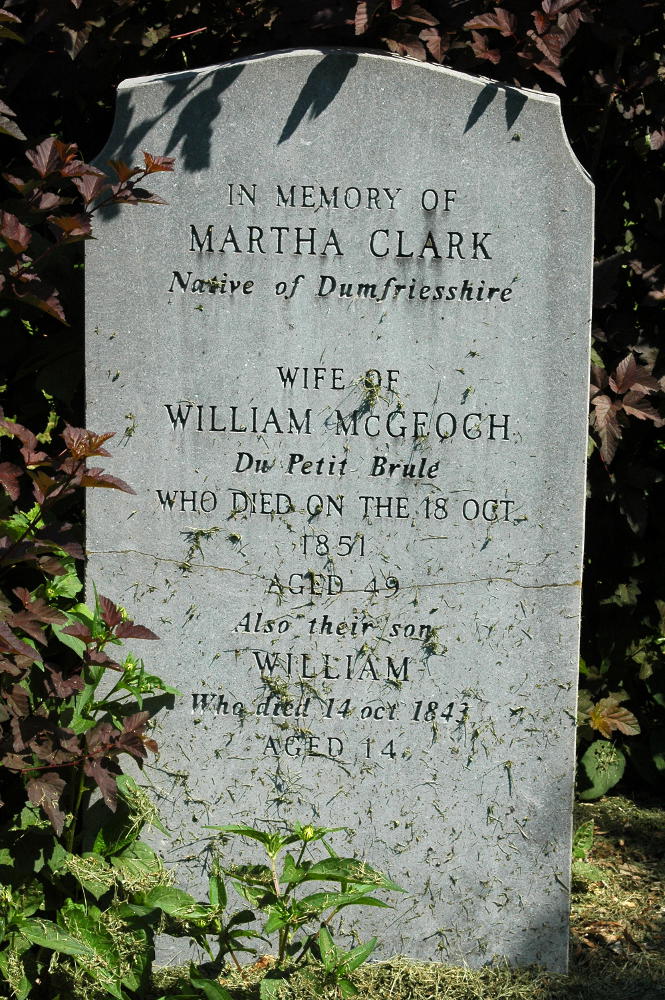 IN MEMORY OF
MARTHA CLARK
Native of Dumfriesshire
WIFE OF
WILLIAM McGEOCH
Du Petit Brule
WHO DIED ON THE 18 OCT.
1851
AGED 49
Also their son
WILLIAM
Who died 14 oct 1843
AGED 14